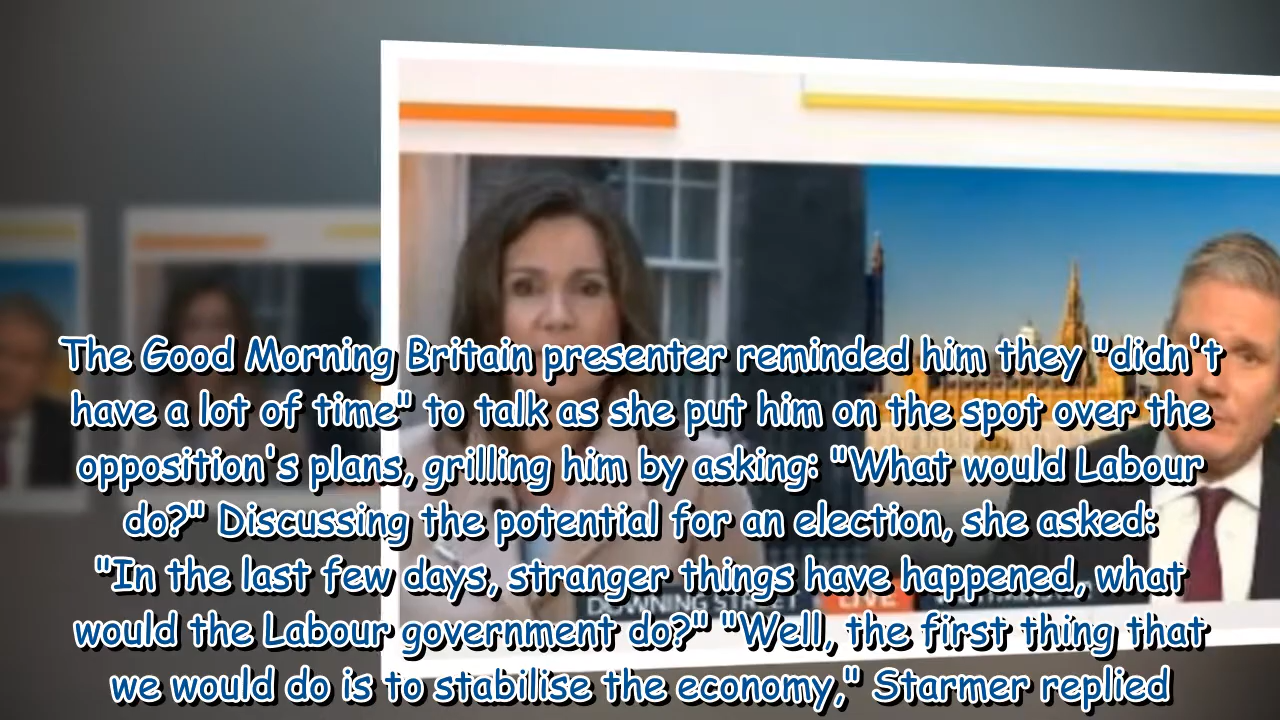 The Good Morning Britain presenter reminded him they "didn't
have a lot of time" to talk as she put him on the spot over the
opposition's plans, grilling him by asking: "What would Labour
do?" Discussing the potential for an election, she asked:
"In the last few days, stranger things have happened, what
DOWNING STREET LIVE
would the Labour government do?" "Well, the first thing that
we would do is to stabilise the economy," Starmer replied